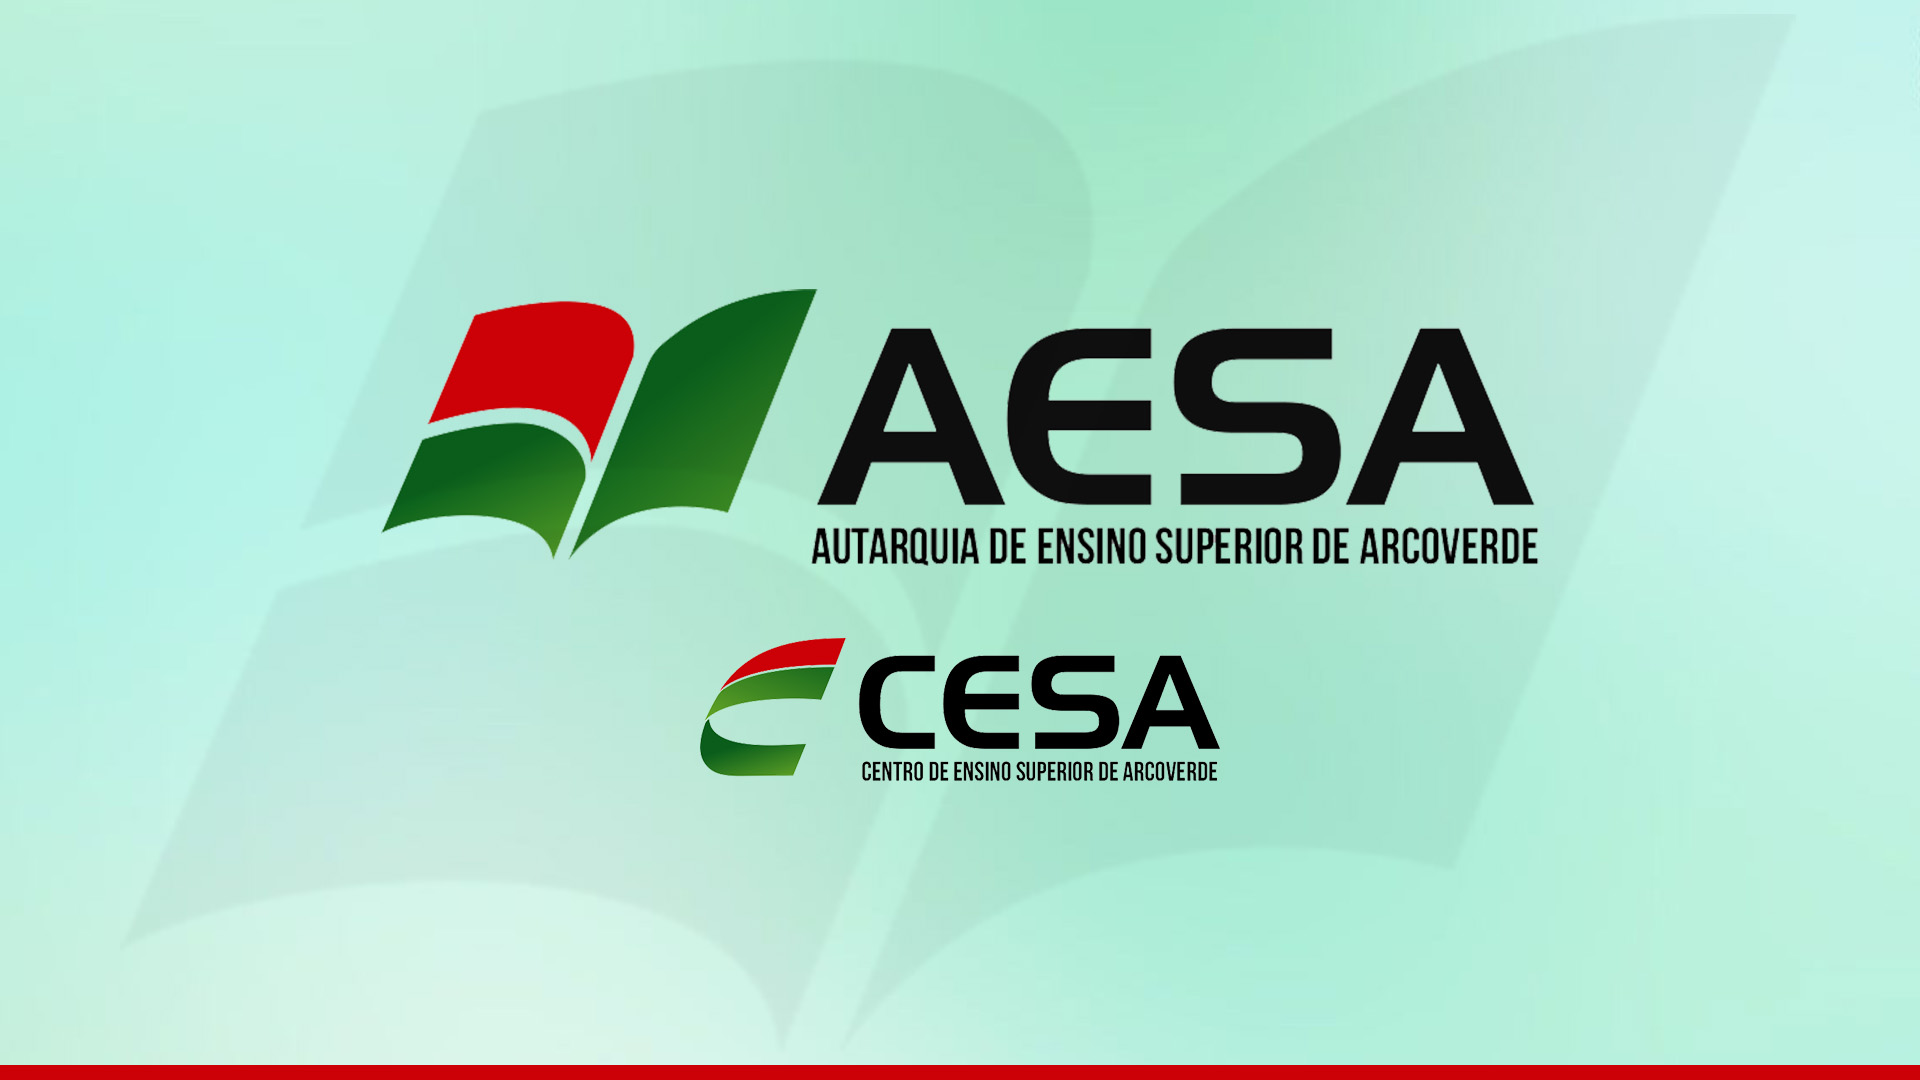 AESA
AUTARQUIA DE ENSINO SUPERIOR DE ARCOVERDE
CESA
CENTRO DE ENSINO SUPERIOR DE ARCOVERDE